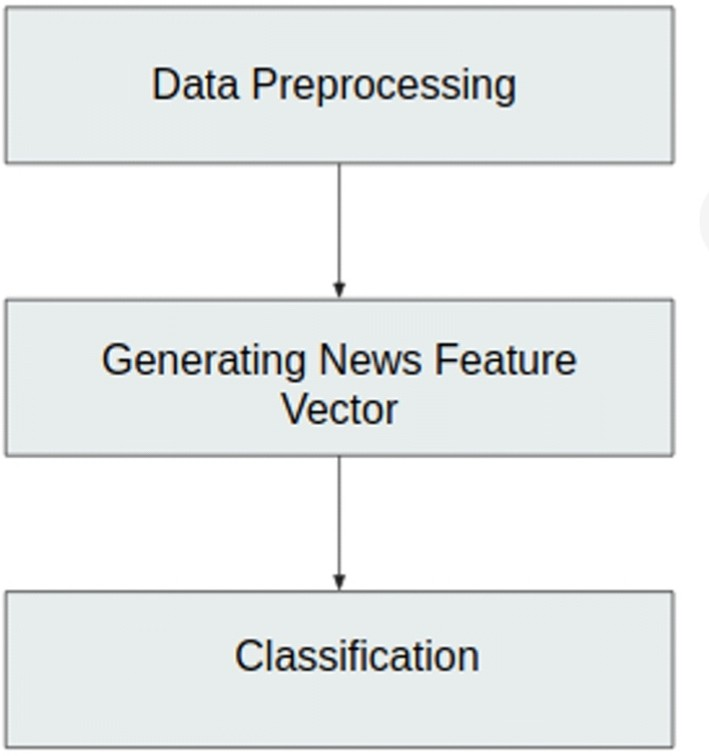 Data Preprocessing
Generating News Feature
Vector
Classification